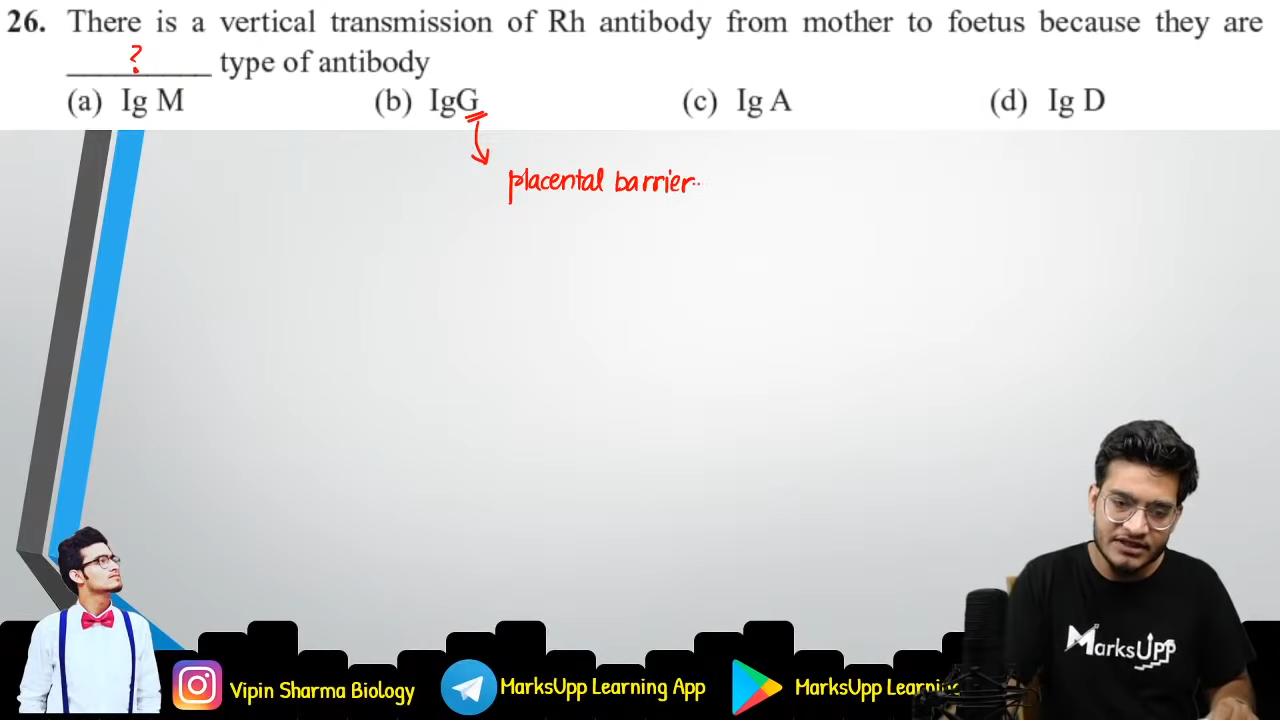 26. There is a vertical transmission of Rh antibody from mother to foetus because they are
?
__________ type of antibody
(a) Ig M (b) IgG (c) Ig A (d) Ig D
placental barrier
MarksUpp
Vipin Sharma Biology MarksUpp Learning App MarksUpp Learning